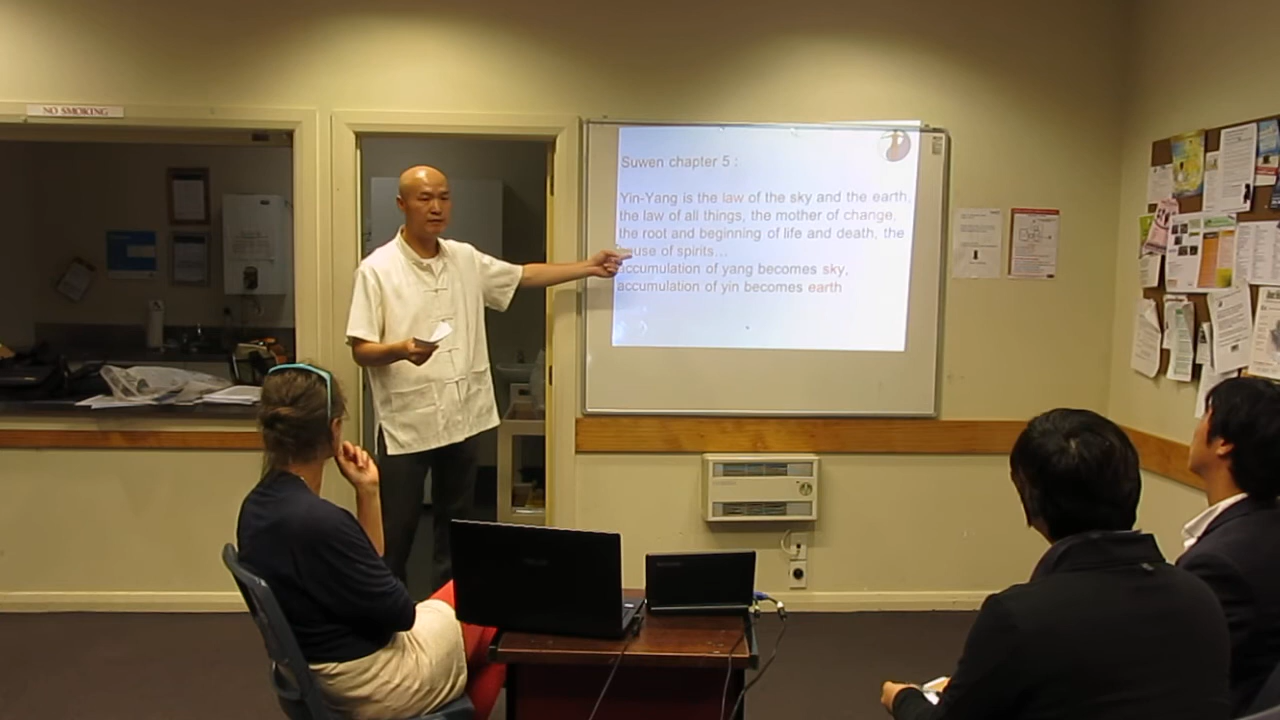 NO SMOKING
Suwen chapter 5 :
Yin-Yang is the law of the sky and the earth,
the law of all things, the mother of change,
the root and beginning of life and death, the
house of spirits…
accumulation of yang becomes sky,
accumulation of yin becomes earth